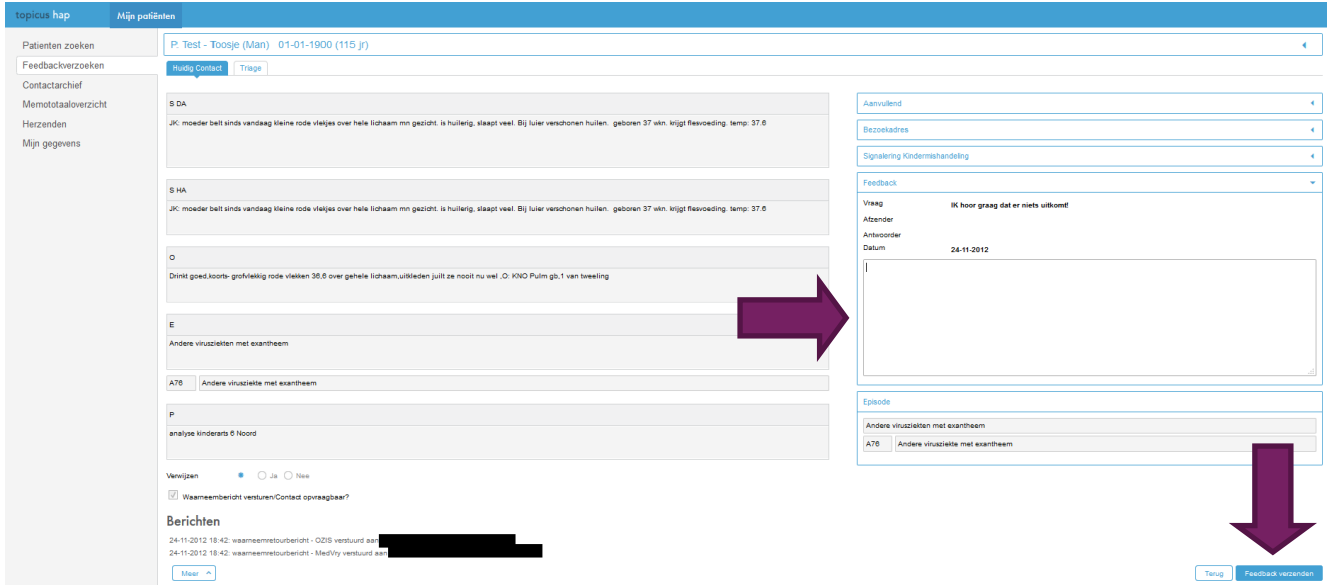 topicus hap
Mijn patiënten
Patienten zoeken
Feedbackverzoeken
Contactarchief
Memototaaloverzicht
Herzenden
Mijn gegevens
P. Test - Toosje (Man) 01-01-1900 (115 jr)
Huidig Contact
Triage
S DA
JK: moeder belt sinds vandaag kleine rode vlekjes over hele lichaam mn gezicht. is huilerig, slaapt veel. Bij luier verschonen huilen. geboren 37 wkn. krijgt flesvoeding. temp: 37.6
S HA
JK: moeder belt sinds vandaag kleine rode vlekjes over hele lichaam mn gezicht. is huilerig, slaapt veel. Bij luier verschonen huilen. geboren 37 wkn. krijgt flesvoeding. temp: 37.6
O
Drinkt goed,koorts- grofvlekkig rode vlekken 36,6 over gehele lichaam,uitkleden juilt ze nooit nu wel ,O: KNO Pulm gb,1 van tweeling
E
Andere virusziekten met exantheem
A76 Andere virusziekte met exantheem
P
analyse kinderarts 6 Noord
Verwijzen Ja Nee
Waarneembericht versturen/Contact opvraagbaar?
Berichten
24-11-2012 18:42: waarneemretourbericht - OZIS verstuurd aan
24-11-2012 18:42: waarneemretourbericht - MedVry verstuurd aan
Meer
Aanvullend
Bezoekadres
Signalering Kindermishandeling
Feedback
Vraag IK hoor graag dat er niets uitkomt!
Afzender
Antwoorder
Datum 24-11-2012
Episode
Andere virusziekten met exantheem
A76 Andere virusziekte met exantheem
Terug
Feedback verzenden